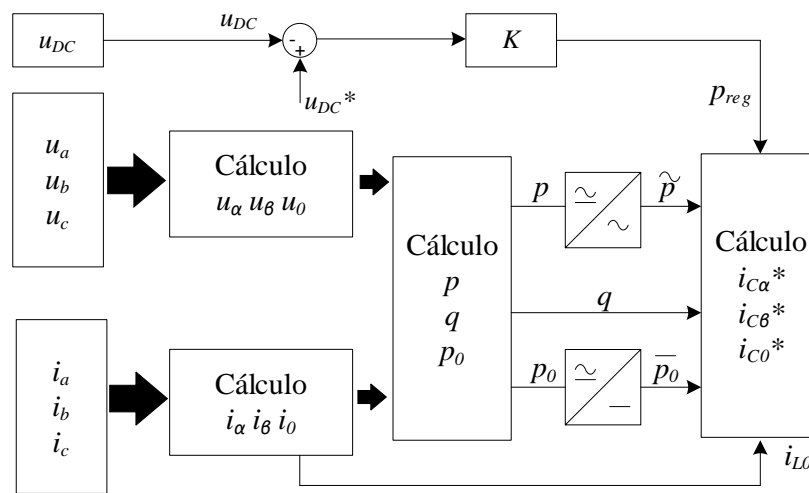 u_DC
u_DC
-
+
K
u_DC*
p_reg
u_a
u_b
u_c
Cálculo
u_α u_β u_0
Cálculo
p
q
p_0
p
p̃
q
p_0
p̅_0
Cálculo
i_Cα*
i_Cβ*
i_C0*
i_a
i_b
i_c
Cálculo
i_α i_β i_0
i_L0